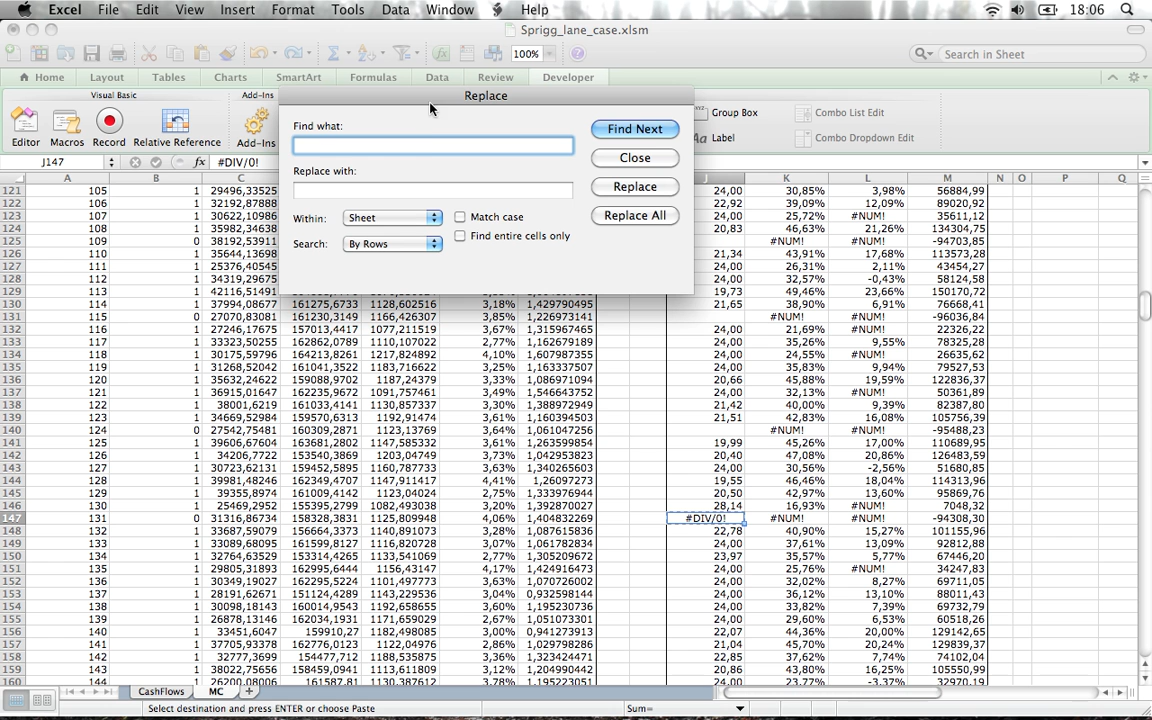 Excel File Edit View Insert Format Tools Data Window Help 18:06
Sprigg_lane_case.xlsm
100% Search in Sheet
Home Layout Tables Charts SmartArt Formulas Data Review Developer
Visual Basic Add-Ins Replace
Find what:
Find Next
Group Box Combo List Edit
Editor Macros Record Relative Reference Add-Ins
Label Combo Dropdown Edit
Close
Replace with:
Replace
Within: Sheet Match case Replace All
Search: By Rows Find entire cells only
J147 fx #DIV/0!
A B C J K L M N O P Q
121 105 1 29496,33525 24,00 30,85% 3,98% 56884,99
122 106 1 32192,87888 22,92 39,09% 12,09% 89020,92
123 107 1 30622,10986 24,00 25,72% #NUM! 35611,12
124 108 1 35982,34638 20,83 46,63% 21,26% 134304,75
125 109 0 38192,53911 #NUM! #NUM! -94703,85
126 110 1 35644,13698 21,34 43,91% 17,68% 113573,28
127 111 1 25376,40545 24,00 26,31% 2,11% 43454,27
128 112 1 34319,29675 24,00 32,57% -0,43% 58124,58
129 113 1 42116,51491 19,73 49,46% 23,66% 150170,72
130 114 1 37994,08677 161275,6733 1128,602516 3,18% 1,429790495 21,65 38,90% 6,91% 76668,41
131 115 0 27070,83081 161230,3149 1166,426307 3,85% 1,226973141 #NUM! #NUM! -96036,84
132 116 1 27246,17675 157013,4417 1077,211519 3,67% 1,315967465 24,00 21,69% #NUM! 22326,22
133 117 1 33323,50255 162862,0789 1110,107022 2,77% 1,162679189 24,00 35,26% 9,55% 75328,25
134 118 1 30175,59796 164213,8261 1217,824892 4,10% 1,607987355 24,00 24,55% #NUM! 26635,62
135 119 1 31268,52042 161041,3522 1183,716622 3,25% 1,163337507 24,00 35,83% 9,94% 79527,53
136 120 1 35632,24622 159088,9702 1187,24379 3,33% 1,086971094 20,66 45,88% 19,59% 122836,37
137 121 1 36915,01647 162235,9672 1091,757461 3,49% 1,546643752 24,00 32,13% #NUM! 50361,89
138 122 1 38001,6219 161033,4141 1130,857337 3,30% 1,388972949 21,42 40,00% 9,39% 82387,80
139 123 1 34669,52984 159570,6313 1192,91474 3,61% 1,160394503 21,51 42,83% 16,08% 105756,39
140 124 0 27542,75481 160309,2871 1123,13769 3,64% 1,061047256 #NUM! #NUM! -95488,23
141 125 1 39606,67604 163681,2802 1147,585332 3,61% 1,263599854 19,99 45,26% 17,00% 110689,95
142 126 1 34206,7722 153540,3869 1203,04749 3,73% 1,042953823 20,40 47,08% 20,86% 126483,59
143 127 1 30723,62131 159452,5895 1160,787733 3,63% 1,340265603 24,00 30,56% -2,56% 51680,85
144 128 1 39981,48246 162349,4707 1147,911417 4,41% 1,26097273 19,55 46,46% 18,04% 114313,96
145 129 1 39355,8974 161009,4142 1123,04024 2,75% 1,333976944 20,50 42,97% 13,60% 95869,76
146 130 1 25469,2952 155395,2799 1082,493038 3,20% 1,392870027 28,14 16,93% #NUM! 7048,32
147 131 0 31316,86734 158328,3831 1125,809948 4,06% 1,404832269 #DIV/0! #NUM! #NUM! -94308,30
148 132 1 33687,59079 156664,3373 1140,891073 3,28% 1,087615836 22,78 40,90% 15,27% 101155,96
149 133 1 33089,68095 161599,8127 1116,820728 3,07% 1,061782834 24,00 37,61% 13,09% 92812,88
150 134 1 32764,63529 153314,4265 1133,541069 2,77% 1,305209672 23,97 35,57% 5,77% 67446,20
151 135 1 29805,31893 162995,6444 1156,43147 4,17% 1,424916473 24,00 25,76% #NUM! 34247,83
152 136 1 30349,19027 162295,5224 1101,497773 3,63% 1,070726002 24,00 32,02% 8,27% 69711,05
153 137 1 28191,62671 151124,4289 1143,229536 3,04% 0,932598144 24,00 36,12% 13,10% 88011,43
154 138 1 30098,18143 160014,9543 1192,658655 3,60% 1,195230736 24,00 33,82% 7,39% 69732,79
155 139 1 26878,13146 162034,1931 1171,659029 2,67% 1,051073301 24,00 29,60% 6,53% 60518,26
156 140 1 33451,6047 159910,27 1182,498085 3,00% 0,941273913 22,07 44,36% 20,00% 129142,65
157 141 1 37705,93378 162776,0123 1122,04976 2,86% 1,029798286 21,04 45,70% 20,24% 129839,37
158 142 1 32777,3699 154477,712 1188,535875 3,36% 1,323424471 22,85 37,62% 7,74% 74102,04
159 143 1 38022,75656 158459,0941 1113,611809 3,12% 1,204990442 20,86 43,80% 16,25% 105550,99
160 144 1 26200,08006 161587,81 1130,387612 3,78% 1,195223051 24,00 23,77% -3,37% 32970,19
CashFlows MC
Select destination and press ENTER or choose Paste Sum=